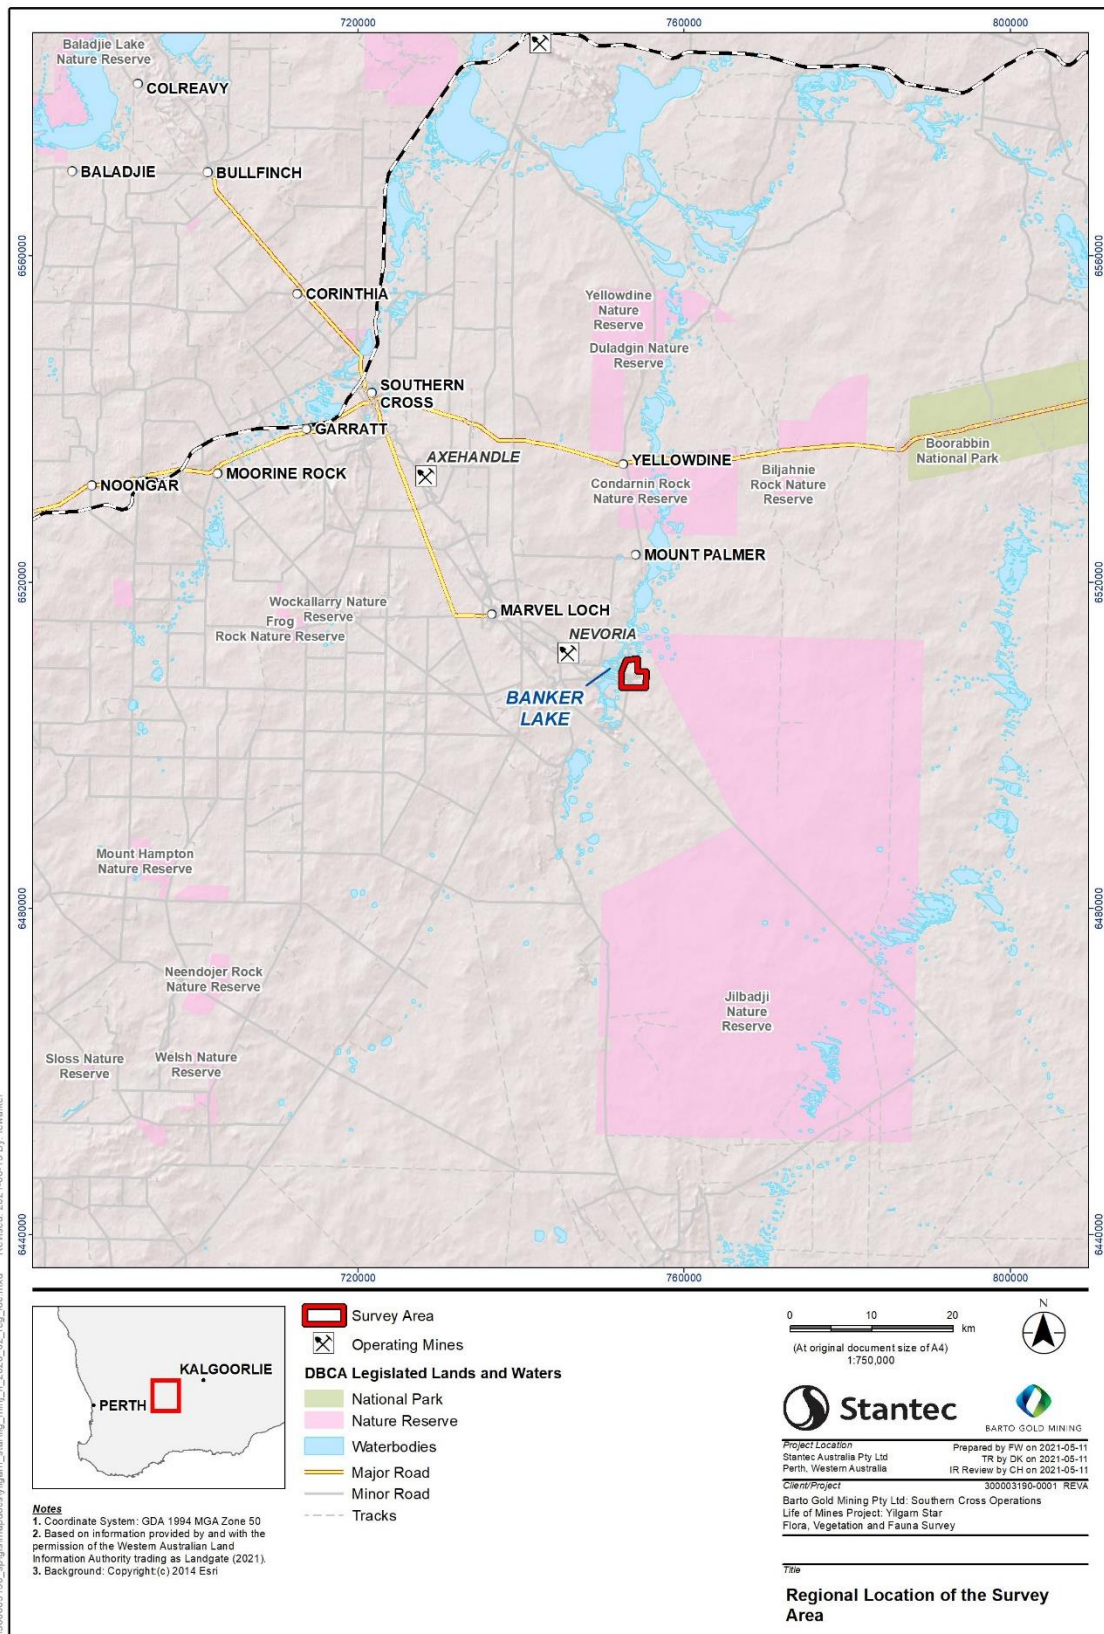 720000
760000
800000
Baladjie Lake
Nature Reserve
COLREAVY
BALADJIE
BULLFINCH
6560000
6560000
CORINTHIA
Yellowdine
Nature
Reserve
Duladgin Nature
Reserve
SOUTHERN
CROSS
GARRATT
AXEHANDLE
YELLOWDINE
Boorabbin
National Park
MOORINE ROCK
NOONGAR
Condarnin Rock
Nature Reserve
Biljahnie
Rock Nature
Reserve
MOUNT PALMER
6520000
6520000
Wockallarry Nature
Reserve
Frog
Rock Nature Reserve
MARVEL LOCH
NEVORIA
BANKER
LAKE
Mount Hampton
Nature Reserve
6480000
6480000
Neendojer Rock
Nature Reserve
Jilbadji
Nature
Reserve
Sloss Nature
Reserve
Welsh Nature
Reserve
6440000
6440000
720000
760000
800000
KALGOORLIE
PERTH
Notes
1. Coordinate System: GDA 1994 MGA Zone 50
2. Based on information provided by and with the
permission of the Western Australian Land
Information Authority trading as Landgate (2021).
3. Background: Copyright:(c) 2014 Esri
Survey Area
Operating Mines
DBCA Legislated Lands and Waters
National Park
Nature Reserve
Waterbodies
Major Road
Minor Road
Tracks
0 10 20
km
(At original document size of A4)
1:750,000
N
Stantec
BARTO GOLD MINING
Project Location
Stantec Australia Pty Ltd
Perth, Western Australia
Prepared by FW on 2021-05-11
TR by DK on 2021-05-11
IR Review by CH on 2021-05-11
Client/Project 300003190-0001 REVA
Barto Gold Mining Pty Ltd: Southern Cross Operations
Life of Mines Project: Yilgarn Star
Flora, Vegetation and Fauna Survey
Title
Regional Location of the Survey
Area